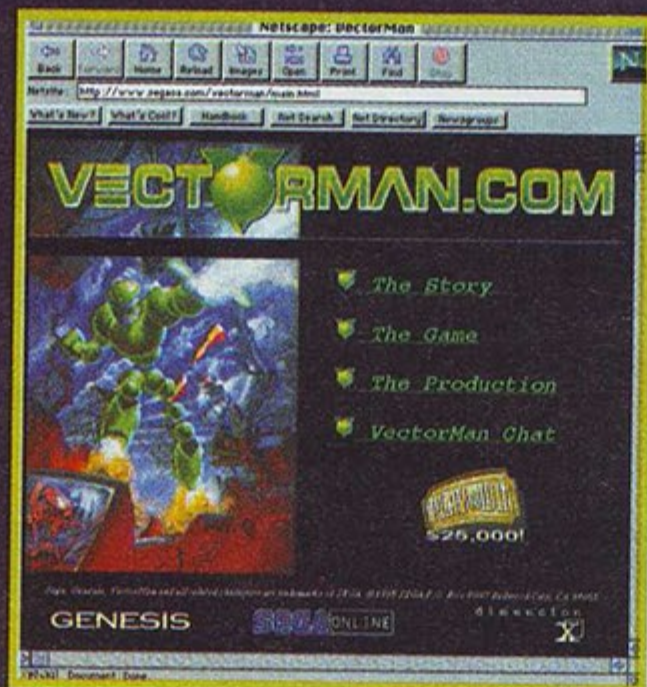 Netscape: VectorMan
Back Forward Home Reload Images Open Print Find Stop
N
Netsite: http://www.segaoa.com/vectorman/main.html
What's New? What's Cool? Handbook Net Search Net Directory Newsgroups
VECTORMAN.COM
The Story
The Game
The Production
VectorMan Chat
$25,000!
GENESIS
SEGA ONLINE
dimension
X
Document: Done.